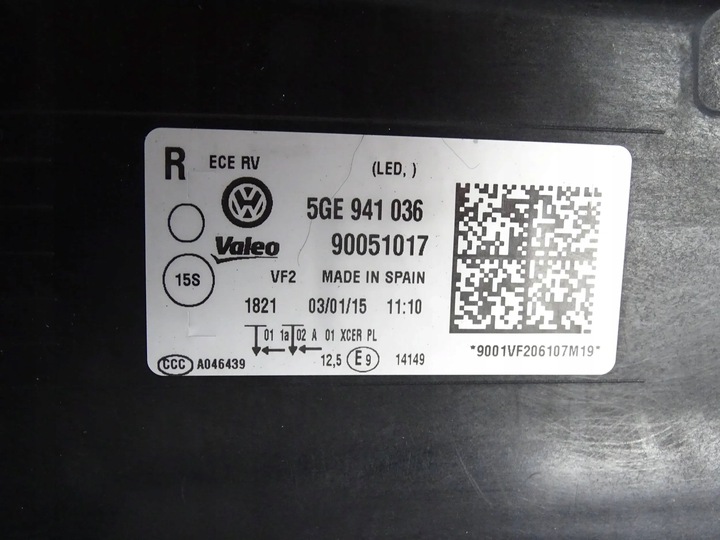 R ECE RV (LED, )
5GE 941 036
Valeo 90051017
15S VF2 MADE IN SPAIN
1821 03/01/15 11:10
01 1a 02 A 01 XCER PL
CCC A046439 12,5 E9 14149
*9001VF206107M19*